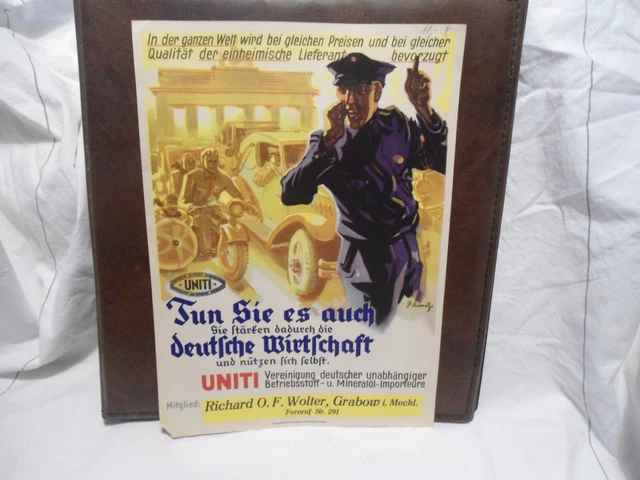 In der ganzen Welt wird bei gleichen Preisen und bei gleicher
Qualität der einheimische Lieferant bevorzugt
UNITI
Tun Sie es auch
Sie stärken dadurch die
deutsche Wirtschaft
und nützen sich selbst.
UNITI Vereinigung deutscher unabhängiger
Betriebsstoff- u. Mineralöl-Importeure
Mitglied: Richard O. F. Wolter, Grabow i. Meckl.
Fernruf Nr. 291